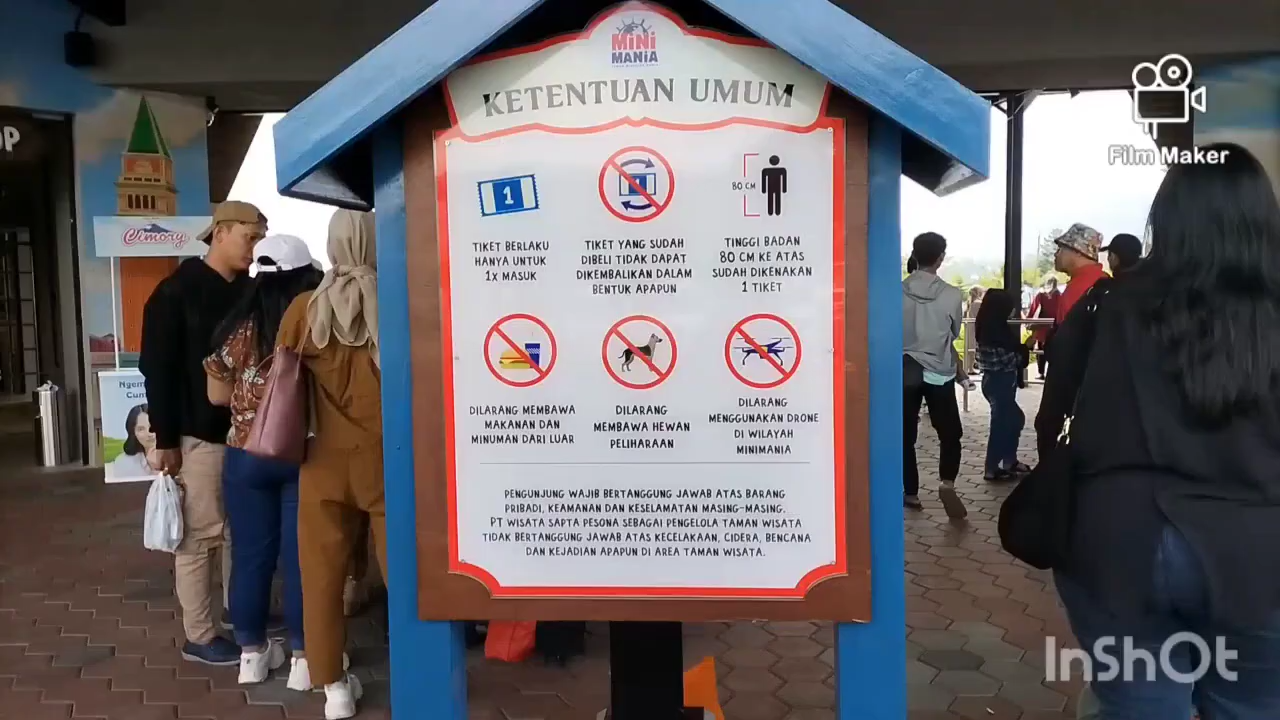 MINI
MANIA
KETENTUAN UMUM
1
80 CM
TIKET BERLAKU
HANYA UNTUK
1X MASUK
TIKET YANG SUDAH
DIBELI TIDAK DAPAT
DIKEMBALIKAN DALAM
BENTUK APAPUN
TINGGI BADAN
80 CM KE ATAS
SUDAH DIKENAKAN
1 TIKET
DILARANG MEMBAWA
MAKANAN DAN
MINUMAN DARI LUAR
DILARANG
MEMBAWA HEWAN
PELIHARAAN
DILARANG
MENGGUNAKAN DRONE
DI WILAYAH
MINIMANIA
PENGUNJUNG WAJIB BERTANGGUNG JAWAB ATAS BARANG
PRIBADI, KEAMANAN DAN KESELAMATAN MASING-MASING.
PT WISATA SAPTA PESONA SEBAGAI PENGELOLA TAMAN WISATA
TIDAK BERTANGGUNG JAWAB ATAS KECELAKAAN, CIDERA, BENCANA
DAN KEJADIAN APAPUN DI AREA TAMAN WISATA.
Cimory
Film Maker
InShOt